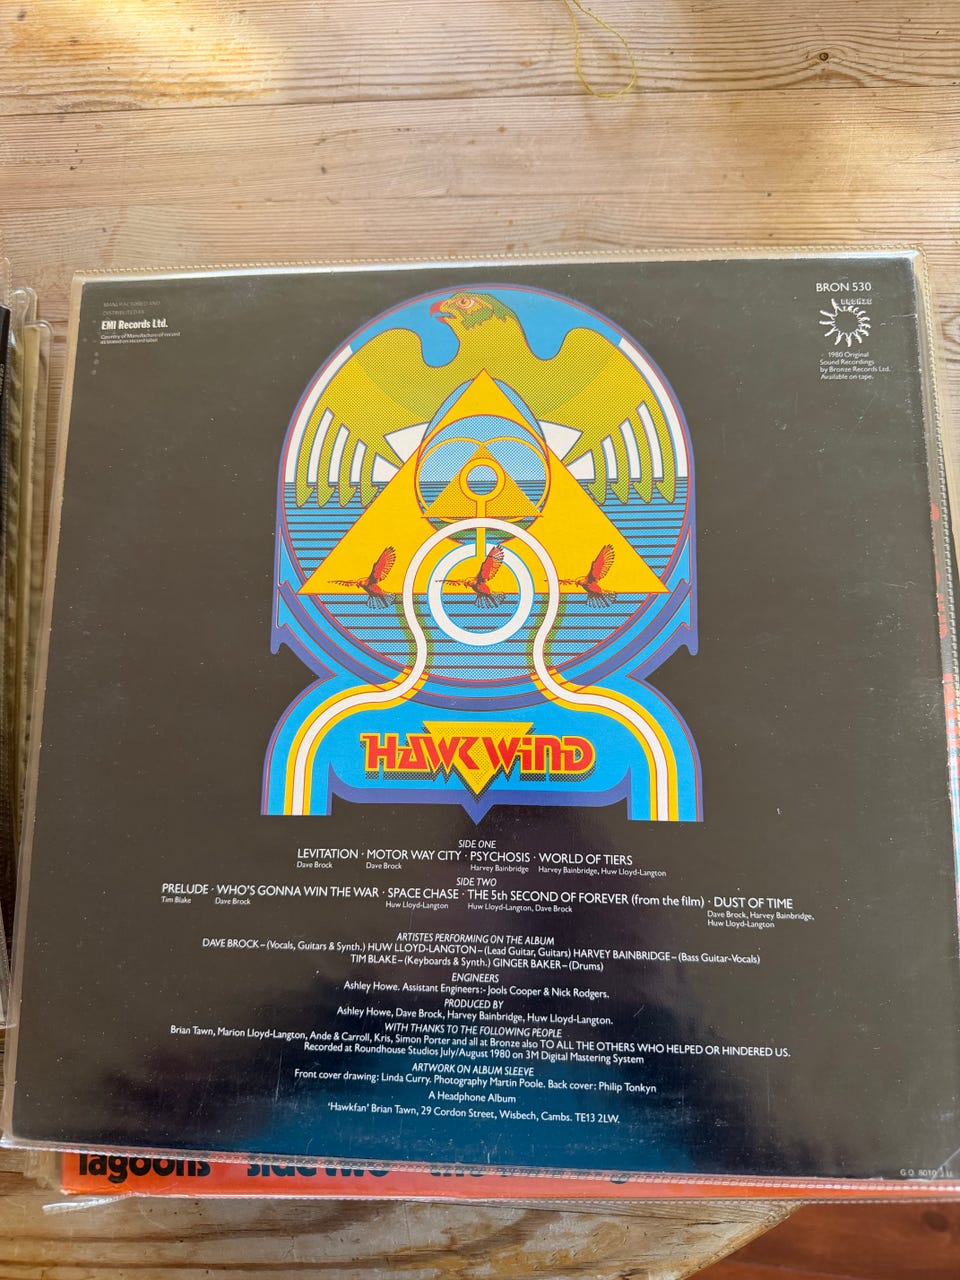 MANUFACTURED AND
DISTRIBUTED BY
EMI Records Ltd.
Country of Manufacture of record
as stated on record label
BRON 530
BRONZE
1980 Original
Sound Recordings
by Bronze Records Ltd.
Available on tape.
HAWKWIND
SIDE ONE
LEVITATION · MOTOR WAY CITY · PSYCHOSIS · WORLD OF TIERS
Dave Brock Dave Brock Harvey Bainbridge Harvey Bainbridge, Huw Lloyd-Langton
SIDE TWO
PRELUDE · WHO'S GONNA WIN THE WAR · SPACE CHASE · THE 5th SECOND OF FOREVER (from the film) · DUST OF TIME
Tim Blake Dave Brock Huw Lloyd-Langton Huw Lloyd-Langton, Dave Brock Dave Brock, Harvey Bainbridge,
Huw Lloyd-Langton
ARTISTES PERFORMING ON THE ALBUM
DAVE BROCK–(Vocals, Guitars & Synth.) HUW LLOYD-LANGTON–(Lead Guitar, Guitars) HARVEY BAINBRIDGE–(Bass Guitar-Vocals)
TIM BLAKE–(Keyboards & Synth.) GINGER BAKER–(Drums)
ENGINEERS
Ashley Howe. Assistant Engineers:- Jools Cooper & Nick Rodgers.
PRODUCED BY
Ashley Howe, Dave Brock, Harvey Bainbridge, Huw Lloyd-Langton.
WITH THANKS TO THE FOLLOWING PEOPLE
Brian Tawn, Marion Lloyd-Langton, Ande & Carroll, Kris, Simon Porter and all at Bronze also TO ALL THE OTHERS WHO HELPED OR HINDERED US.
Recorded at Roundhouse Studios July/August 1980 on 3M Digital Mastering System
ARTWORK ON ALBUM SLEEVE
Front cover drawing: Linda Curry. Photography Martin Poole. Back cover: Philip Tonkyn
A Headphone Album
'Hawkfan' Brian Tawn, 29 Cordon Street, Wisbech, Cambs. TE13 2LW.
lagoons side two